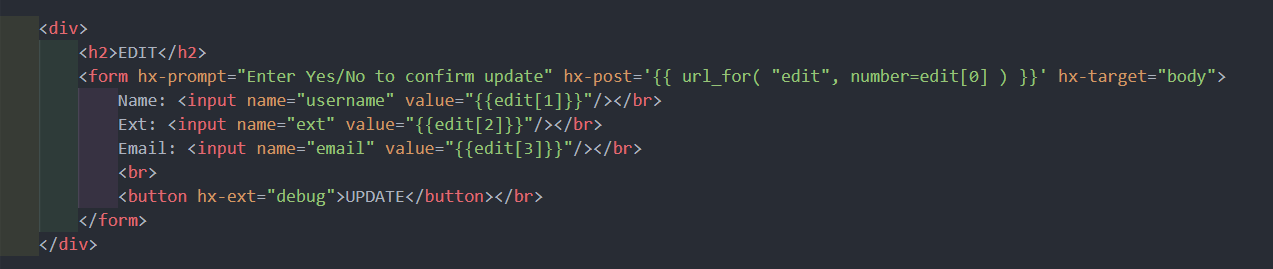 <div>
<h2>EDIT</h2>
<form hx-prompt="Enter Yes/No to confirm update" hx-post='{{ url_for( "edit", number=edit[0] ) }}' hx-target="body">
Name: <input name="username" value="{{edit[1]}}"/></br>
Ext: <input name="ext" value="{{edit[2]}}"/></br>
Email: <input name="email" value="{{edit[3]}}"/></br>
<br>
<button hx-ext="debug">UPDATE</button></br>
</form>
</div>